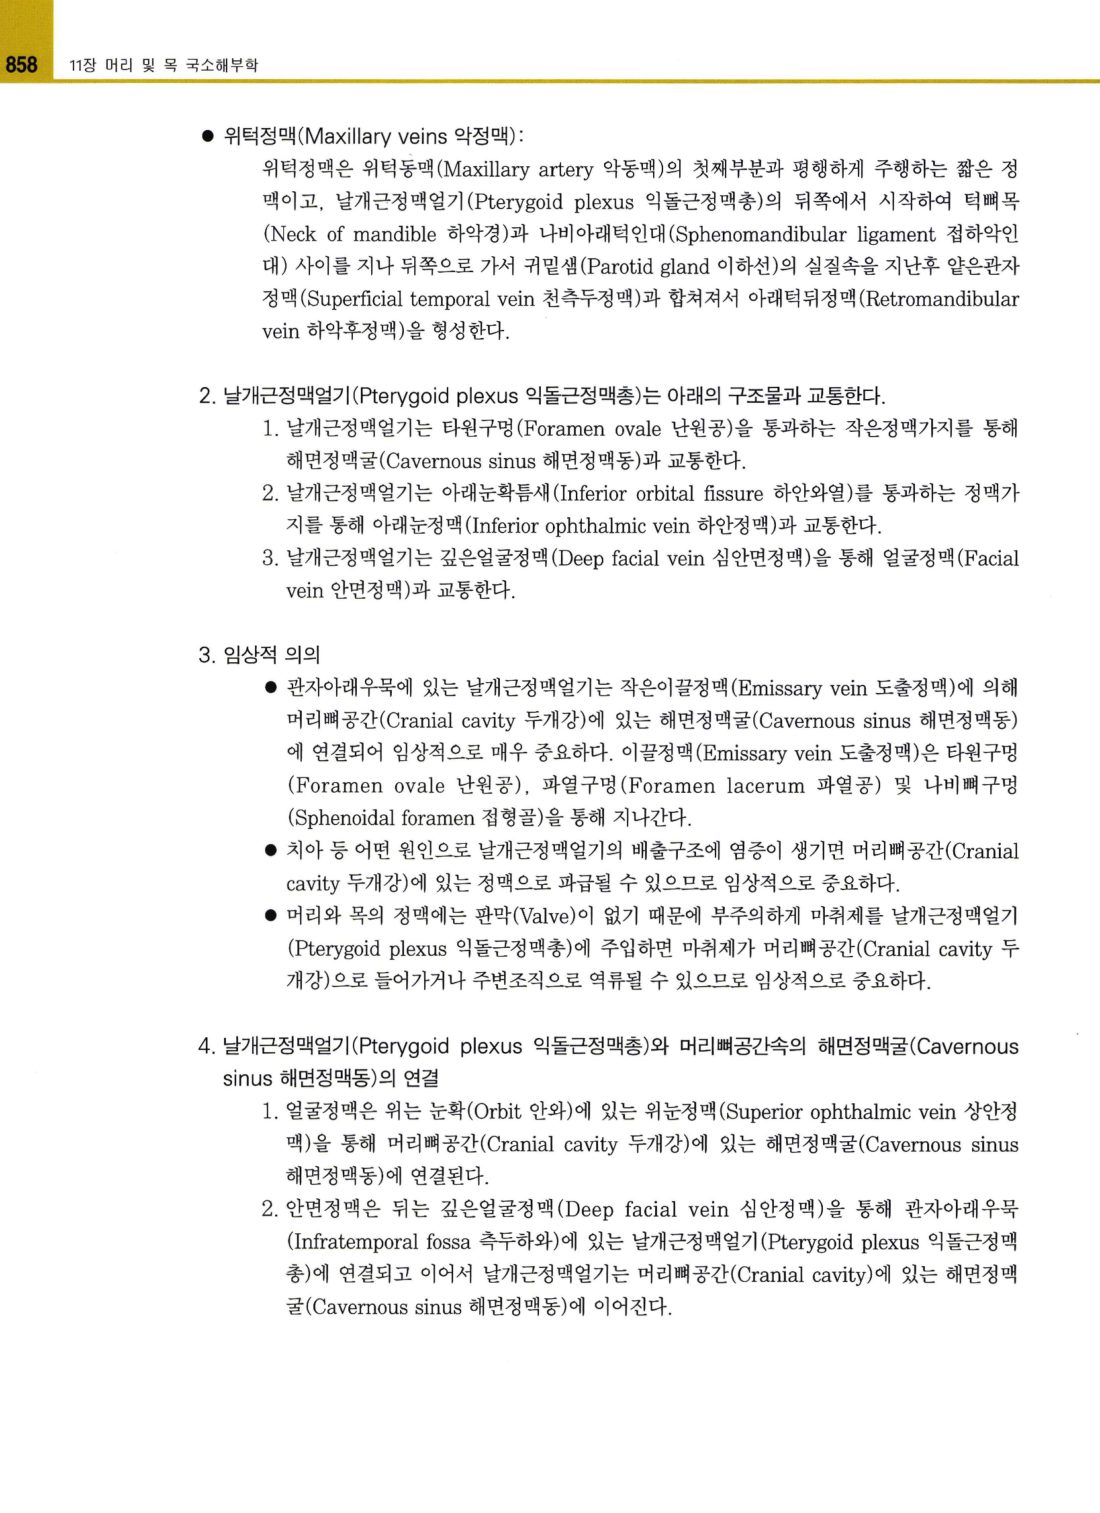 858
11장 머리 및 목 국소해부학
● 위턱정맥(Maxillary veins 악정맥):
위턱정맥은 위턱동맥(Maxillary artery 악동맥)의 첫째부분과 평행하게 주행하는 짧은 정
맥이고, 날개근정맥얼기(Pterygoid plexus 익돌근정맥총)의 뒤쪽에서 시작하여 턱뼈목
(Neck of mandible 하악경)과 나비아래턱인대(Sphenomandibular ligament 접하악인
대) 사이를 지나 뒤쪽으로 가서 귀밑샘(Parotid gland 이하선)의 실질속을 지난후 얕은관자
정맥(Superficial temporal vein 천측두정맥)과 합쳐져서 아래턱뒤정맥(Retromandibular
vein 하악후정맥)을 형성한다.
2. 날개근정맥얼기(Pterygoid plexus 익돌근정맥총)는 아래의 구조물과 교통한다.
1. 날개근정맥얼기는 타원구멍(Foramen ovale 난원공)을 통과하는 작은정맥가지를 통해
해면정맥굴(Cavernous sinus 해면정맥동)과 교통한다.
2. 날개근정맥얼기는 아래눈확틈새(Inferior orbital fissure 하안와열)를 통과하는 정맥가
지를 통해 아래눈정맥(Inferior ophthalmic vein 하안정맥)과 교통한다.
3. 날개근정맥얼기는 깊은얼굴정맥(Deep facial vein 심안면정맥)을 통해 얼굴정맥(Facial
vein 안면정맥)과 교통한다.
3. 임상적 의의
● 관자아래우묵에 있는 날개근정맥얼기는 작은이끌정맥(Emissary vein 도출정맥)에 의해
머리뼈공간(Cranial cavity 두개강)에 있는 해면정맥굴(Cavernous sinus 해면정맥동)
에 연결되어 임상적으로 매우 중요하다. 이끌정맥(Emissary vein 도출정맥)은 타원구멍
(Foramen ovale 난원공), 파열구멍(Foramen lacerum 파열공) 및 나비뼈구멍
(Sphenoidal foramen 접형골)을 통해 지나간다.
● 치아 등 어떤 원인으로 날개근정맥얼기의 배출구조에 염증이 생기면 머리뼈공간(Cranial
cavity 두개강)에 있는 정맥으로 파급될 수 있으므로 임상적으로 중요하다.
● 머리와 목의 정맥에는 판막(Valve)이 없기 때문에 부주의하게 마취제를 날개근정맥얼기
(Pterygoid plexus 익돌근정맥총)에 주입하면 마취제가 머리뼈공간(Cranial cavity 두
개강)으로 들어가거나 주변조직으로 역류될 수 있으므로 임상적으로 중요하다.
4. 날개근정맥얼기(Pterygoid plexus 익돌근정맥총)와 머리뼈공간속의 해면정맥굴(Cavernous
sinus 해면정맥동)의 연결
1. 얼굴정맥은 위는 눈확(Orbit 안와)에 있는 위눈정맥(Superior ophthalmic vein 상안정
맥)을 통해 머리뼈공간(Cranial cavity 두개강)에 있는 해면정맥굴(Cavernous sinus
해면정맥동)에 연결된다.
2. 안면정맥은 뒤는 깊은얼굴정맥(Deep facial vein 심안정맥)을 통해 관자아래우묵
(Infratemporal fossa 측두하와)에 있는 날개근정맥얼기(Pterygoid plexus 익돌근정맥
총)에 연결되고 이어서 날개근정맥얼기는 머리뼈공간(Cranial cavity)에 있는 해면정맥
굴(Cavernous sinus 해면정맥동)에 이어진다.